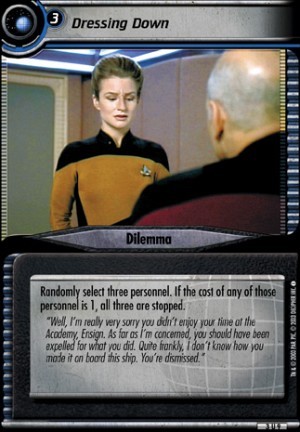 3 Dressing Down
Dilemma
Randomly select three personnel. If the cost of any of those
personnel is 1, all three are stopped.
"Well, I'm really very sorry you didn't enjoy your time at the
Academy, Ensign. As far as I'm concerned, you should have been
expelled for what you did. Quite frankly, I don't know how you
made it on board this ship. You're dismissed."